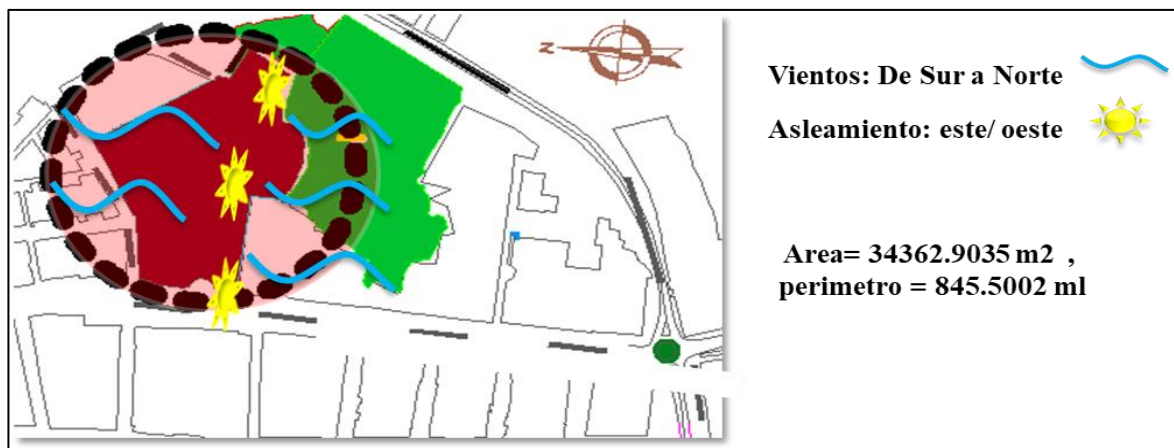 N
Vientos: De Sur a Norte
Asleamiento: este/ oeste
Area= 34362.9035 m2 ,
perimetro = 845.5002 ml